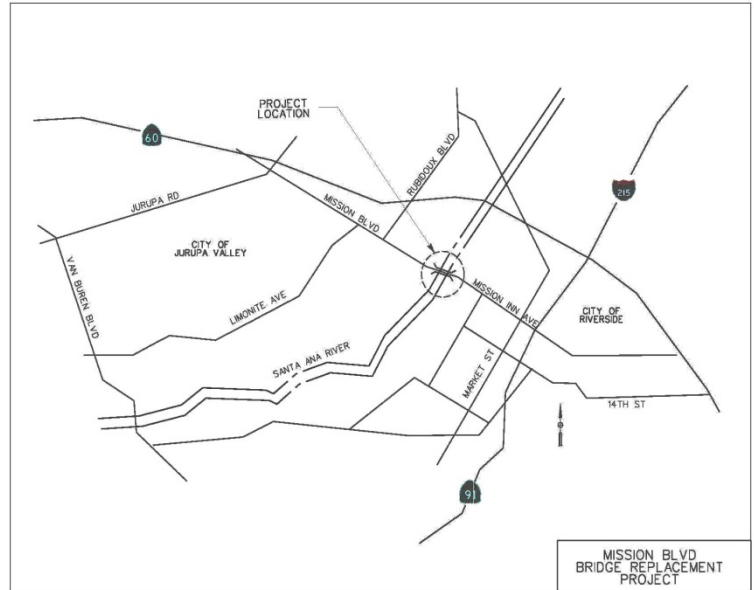 PROJECT
LOCATION
60
RUBIDOUX BLVD
215
JURUPA RD
MISSION BLVD
CITY OF
JURUPA VALLEY
VAN BUREN BLVD
LIMONITE AVE
MISSION INN AVE
CITY OF
RIVERSIDE
SANTA ANA RIVER
MARKET ST
14TH ST
91
MISSION BLVD
BRIDGE REPLACEMENT
PROJECT